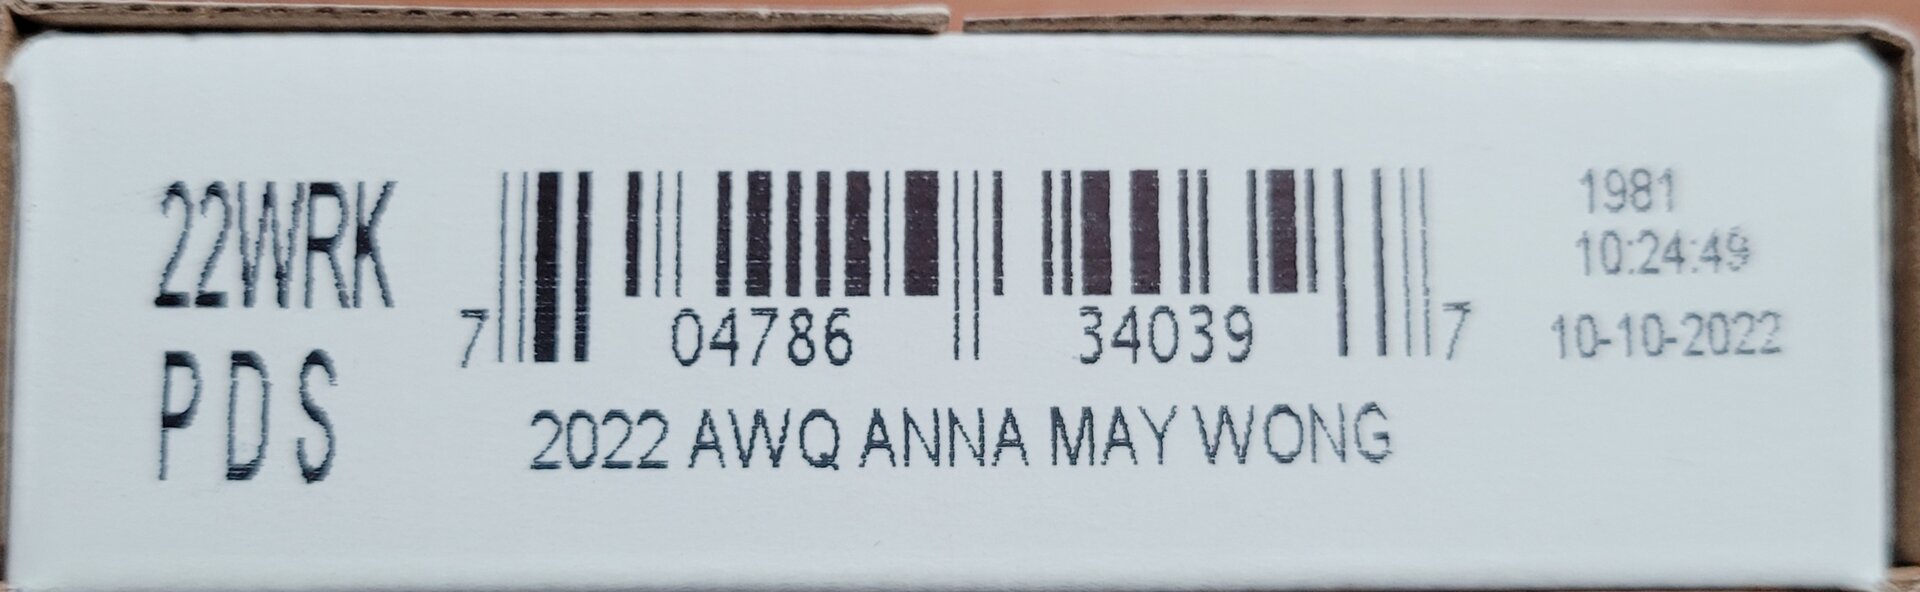 22WRK
PDS
7 04786 34039 7
2022 AWQ ANNA MAY WONG
1981
10:24:49
10-10-2022